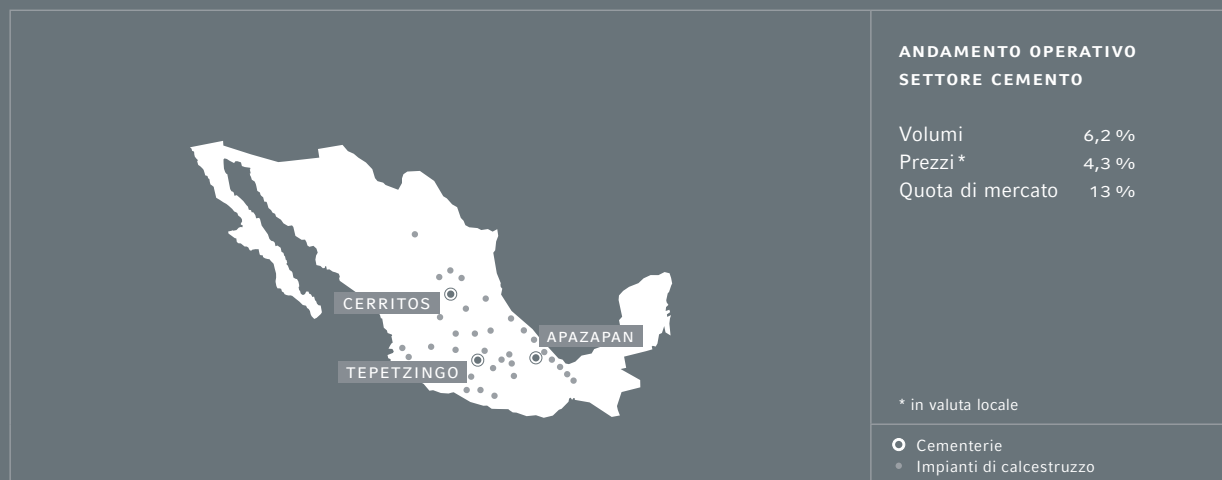 ANDAMENTO OPERATIVO
SETTORE CEMENTO
Volumi 6,2 %
Prezzi * 4,3 %
Quota di mercato 13 %
CERRITOS
APAZAPAN
TEPETZINGO
* in valuta locale
Cementerie
Impianti di calcestruzzo